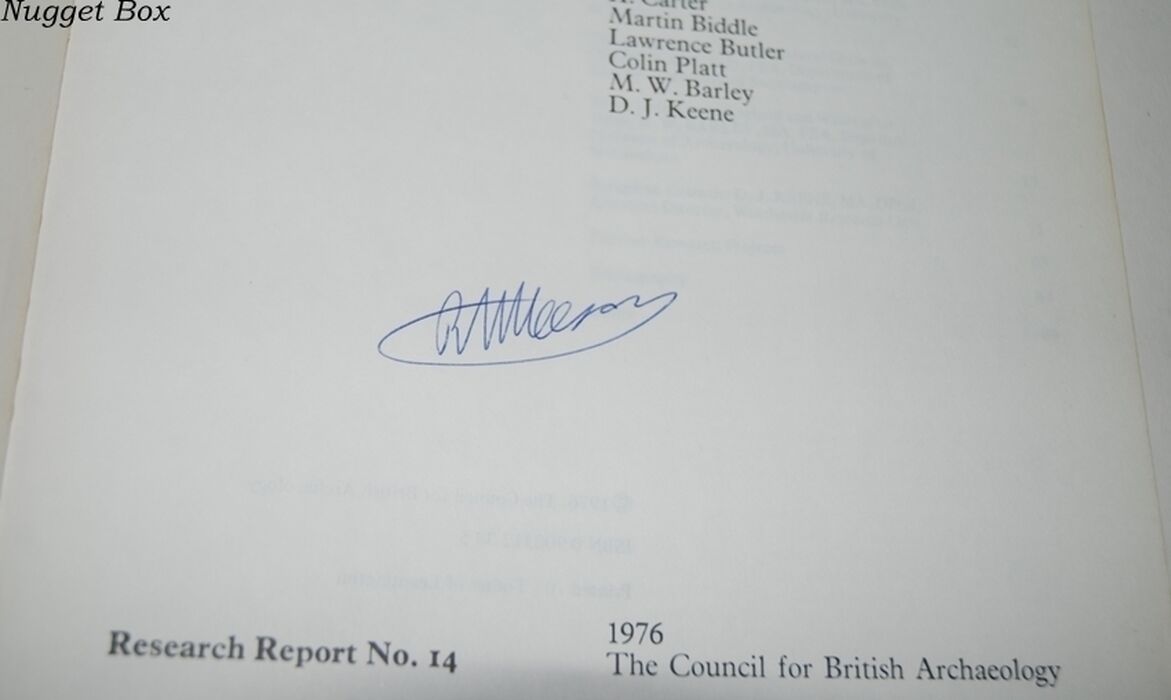 Nugget Box
Carter
Martin Biddle
Lawrence Butler
Colin Platt
M. W. Barley
D. J. Keene
Research Report No. 14
1976
The Council for British Archaeology